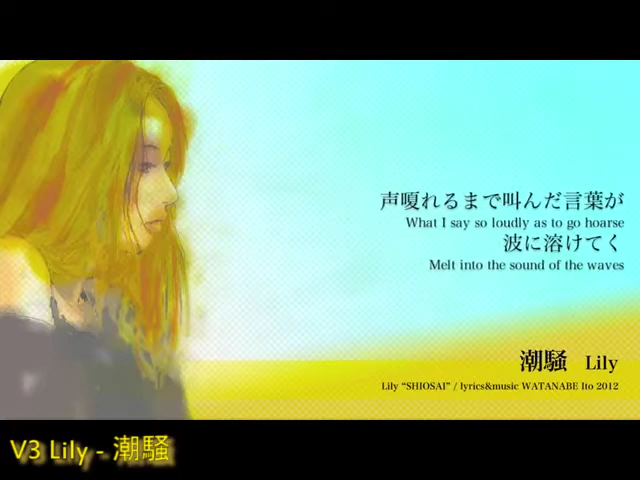 声嗄れるまで叫んだ言葉が
What I say so loudly as to go hoarse
波に溶けてく
Melt into the sound of the waves
潮騒 Lily
Lily “SHIOSAI” / lyrics&music WATANABE Ito 2012
V3 Lily - 潮騒